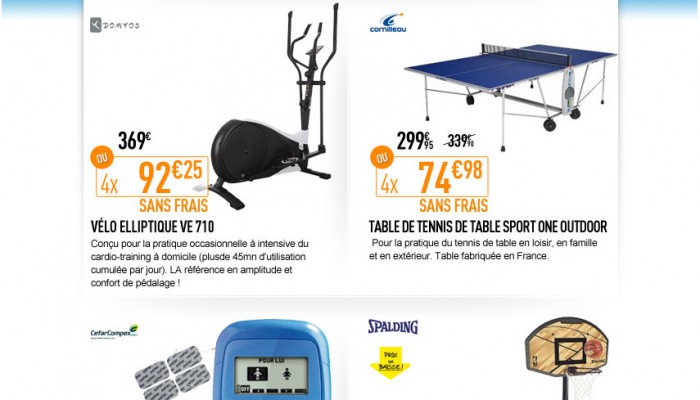 DOMYOS
369€
OU
4x 92€25
SANS FRAIS
VÉLO ELLIPTIQUE VE 710
Conçu pour la pratique occasionnelle à intensive du
cardio-training à domicile (plusde 45mn d'utilisation
cumulée par jour). LA référence en amplitude et
confort de pédalage !
cornilleau
299€95 339€
OU
4x 74€98
SANS FRAIS
TABLE DE TENNIS DE TABLE SPORT ONE OUTDOOR
Pour la pratique du tennis de table en loisir, en famille
et en extérieur. Table fabriquée en France.
CefarCompex
POUR LUI
OFF
SPALDING
PRIX
EN
BAISSE!